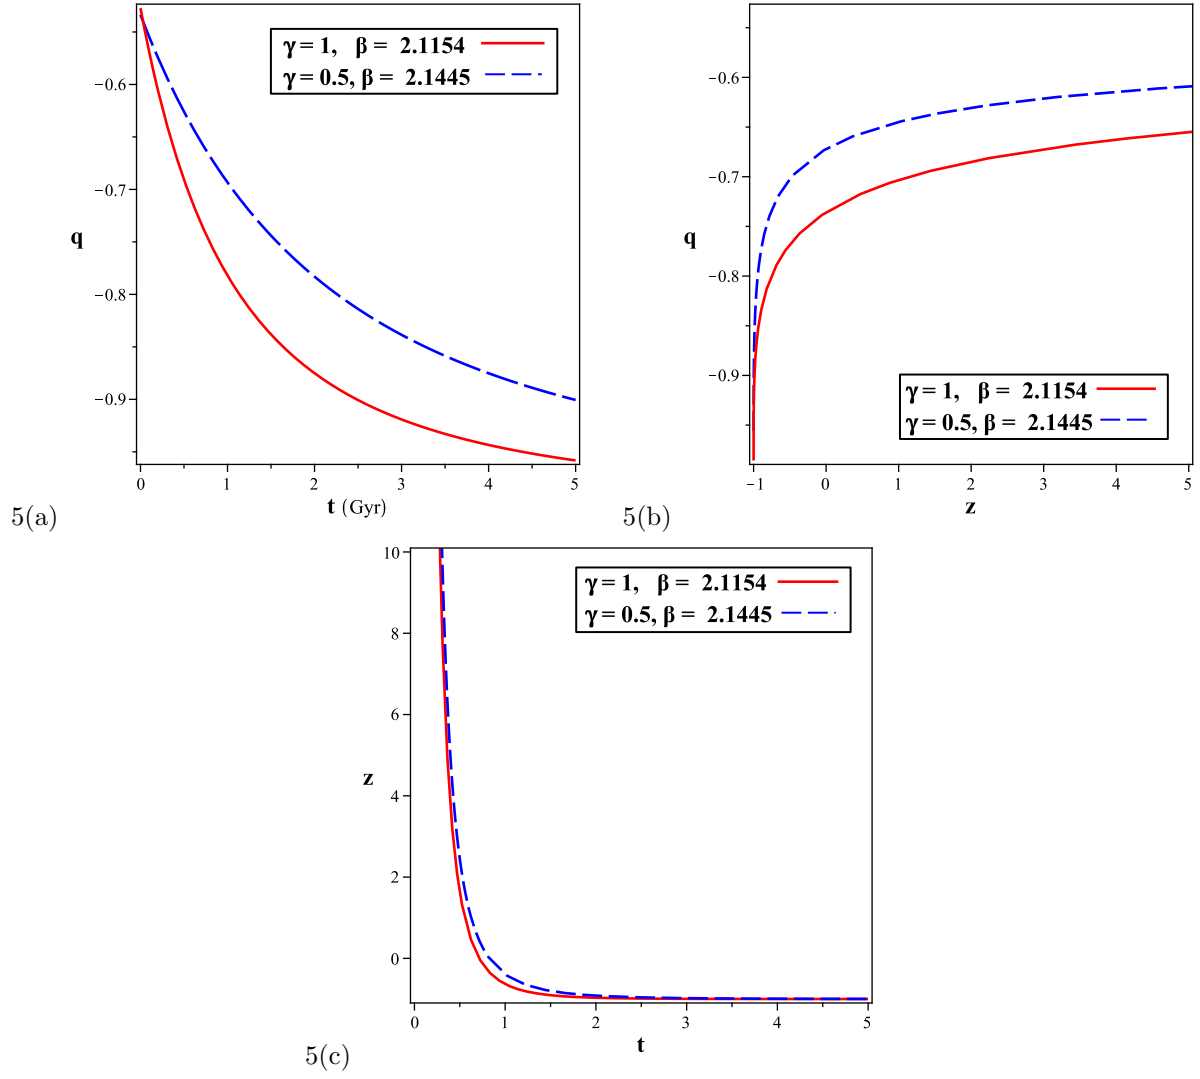 γ = 1, β = 2.1154
γ = 0.5, β = 2.1445
−0.6
−0.7
−0.8
−0.9
q
0 1 2 3 4 5
t (Gyr)
5(a)
γ = 1, β = 2.1154
γ = 0.5, β = 2.1445
−0.6
−0.7
−0.8
−0.9
q
−1 0 1 2 3 4 5
z
5(b)
γ = 1, β = 2.1154
γ = 0.5, β = 2.1445
10
8
6
4
2
0
z
0 1 2 3 4 5
t
5(c)